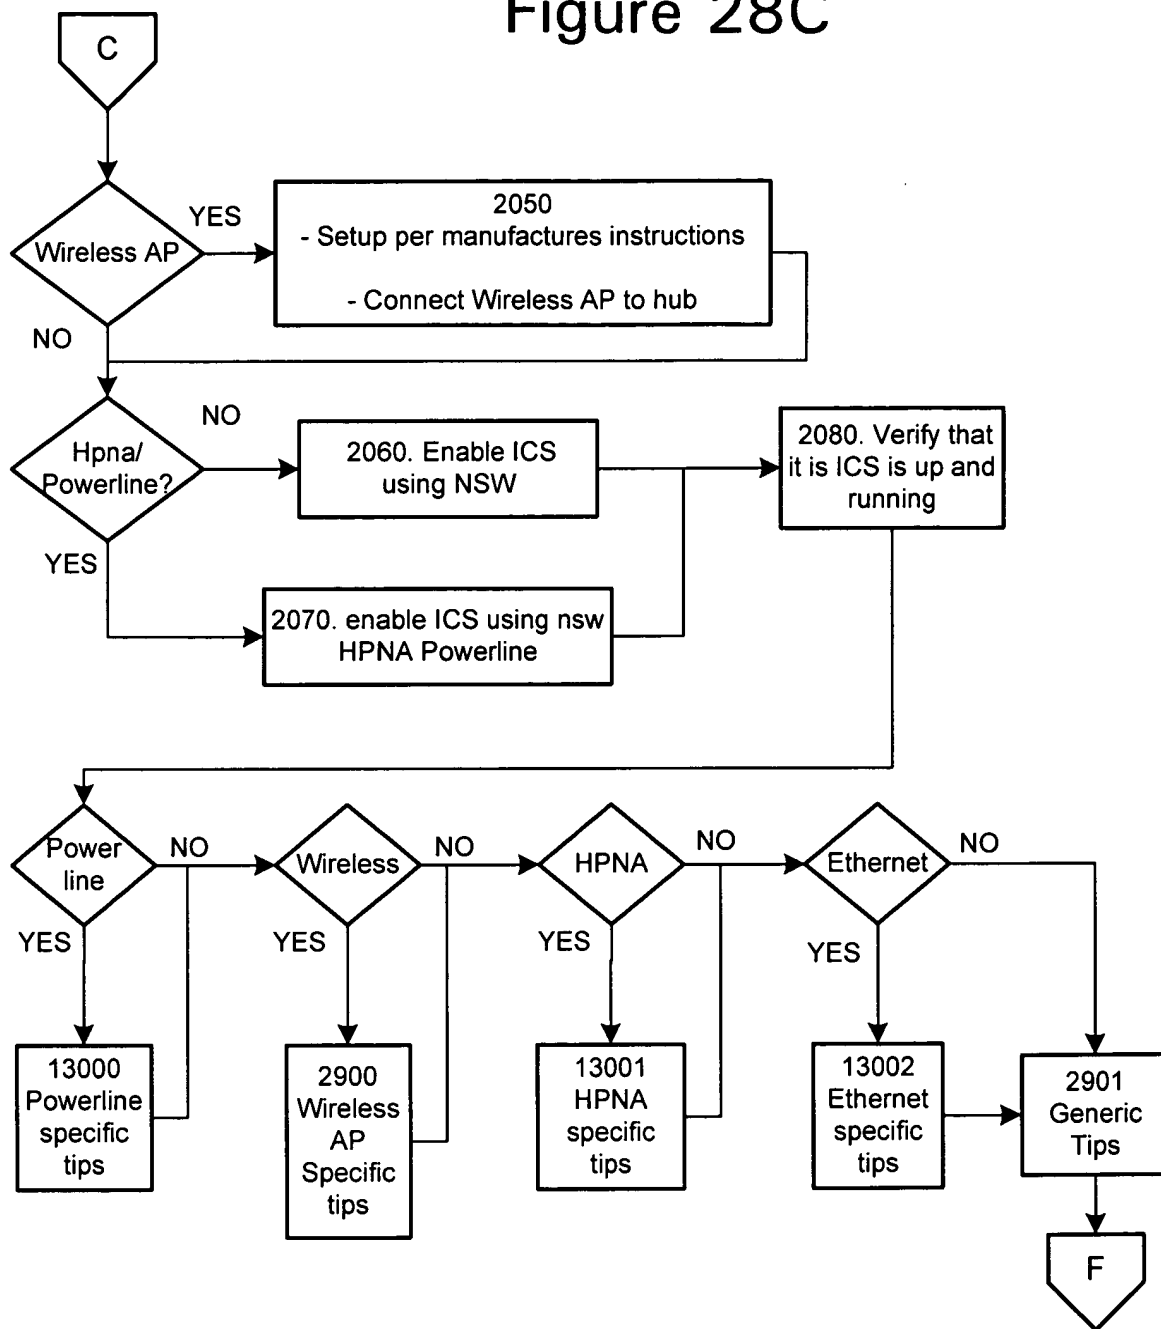 Figure 28C
C
Wireless AP
YES
NO
2050
- Setup per manufactures instructions
- Connect Wireless AP to hub
Hpna/
Powerline?
NO
YES
2060. Enable ICS
using NSW
2070. enable ICS using nsw
HPNA Powerline
2080. Verify that
it is ICS is up and
running
Power
line
NO
YES
Wireless
NO
YES
HPNA
NO
YES
Ethernet
NO
YES
13000
Powerline
specific
tips
2900
Wireless
AP
Specific
tips
13001
HPNA
specific
tips
13002
Ethernet
specific
tips
2901
Generic
Tips
F